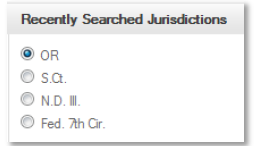 Recently Searched Jurisdictions
OR
S.Ct.
N.D. Ill.
Fed. 7th Cir.